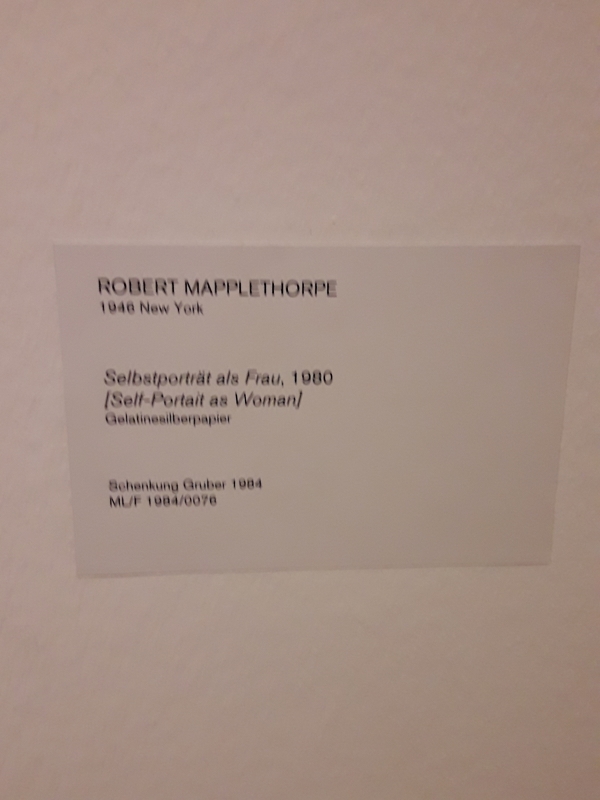 ROBERT MAPPLETHORPE
1946 New York
Selbstporträt als Frau, 1980
[Self-Portait as Woman]
Gelatinesilberpapier
Schenkung Gruber 1984
ML/F 1984/0076